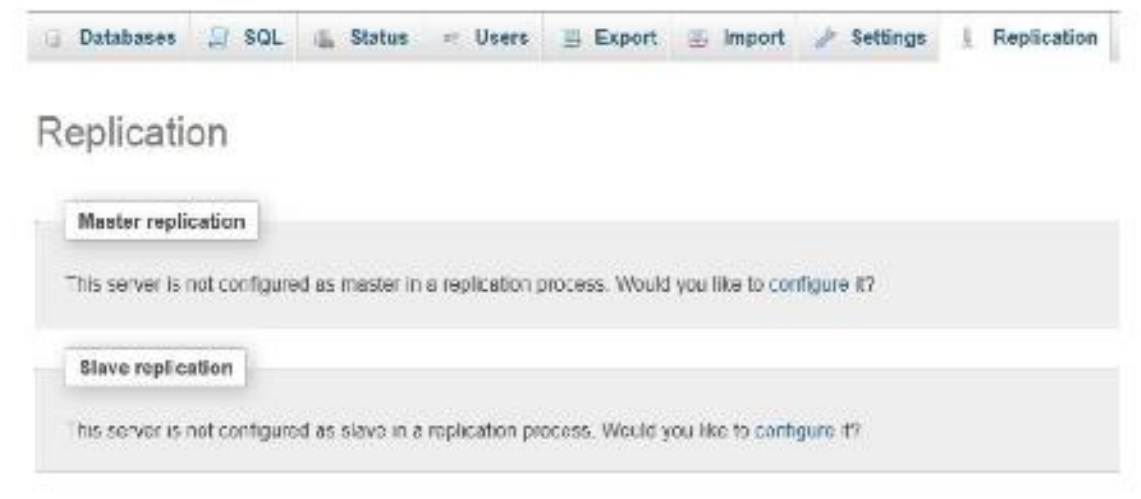 Databases SQL Status Users Export Import Settings Replication
Replication
Master replication
This server is not configured as master in a replication process. Would you like to configure it?
Slave replication
This server is not configured as slave in a replication process. Would you like to configure it?